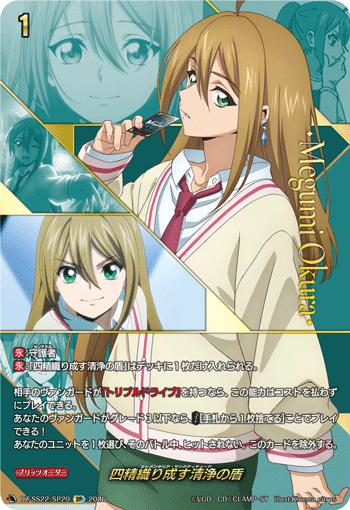 1
Megumi Okura
永:守護者
永:「四精織り成す清浄の盾」はデッキに1枚だけ入れられる。
相手のヴァンガードが『トリプルドライブ』を持つなら、この能力はコストを払わず
にプレイできる。
あなたのヴァンガードがグレード3以下なら、[手札から1枚捨てる]ことでプレイ
できる!
あなたのユニットを1枚選び、そのバトル中、ヒットされない。このカードを除外する。
ブリッツオーダー
四精織り成す清浄の盾
DZ-SS22-SP20 SP 2026
©VGD CD:CLAMP・ST